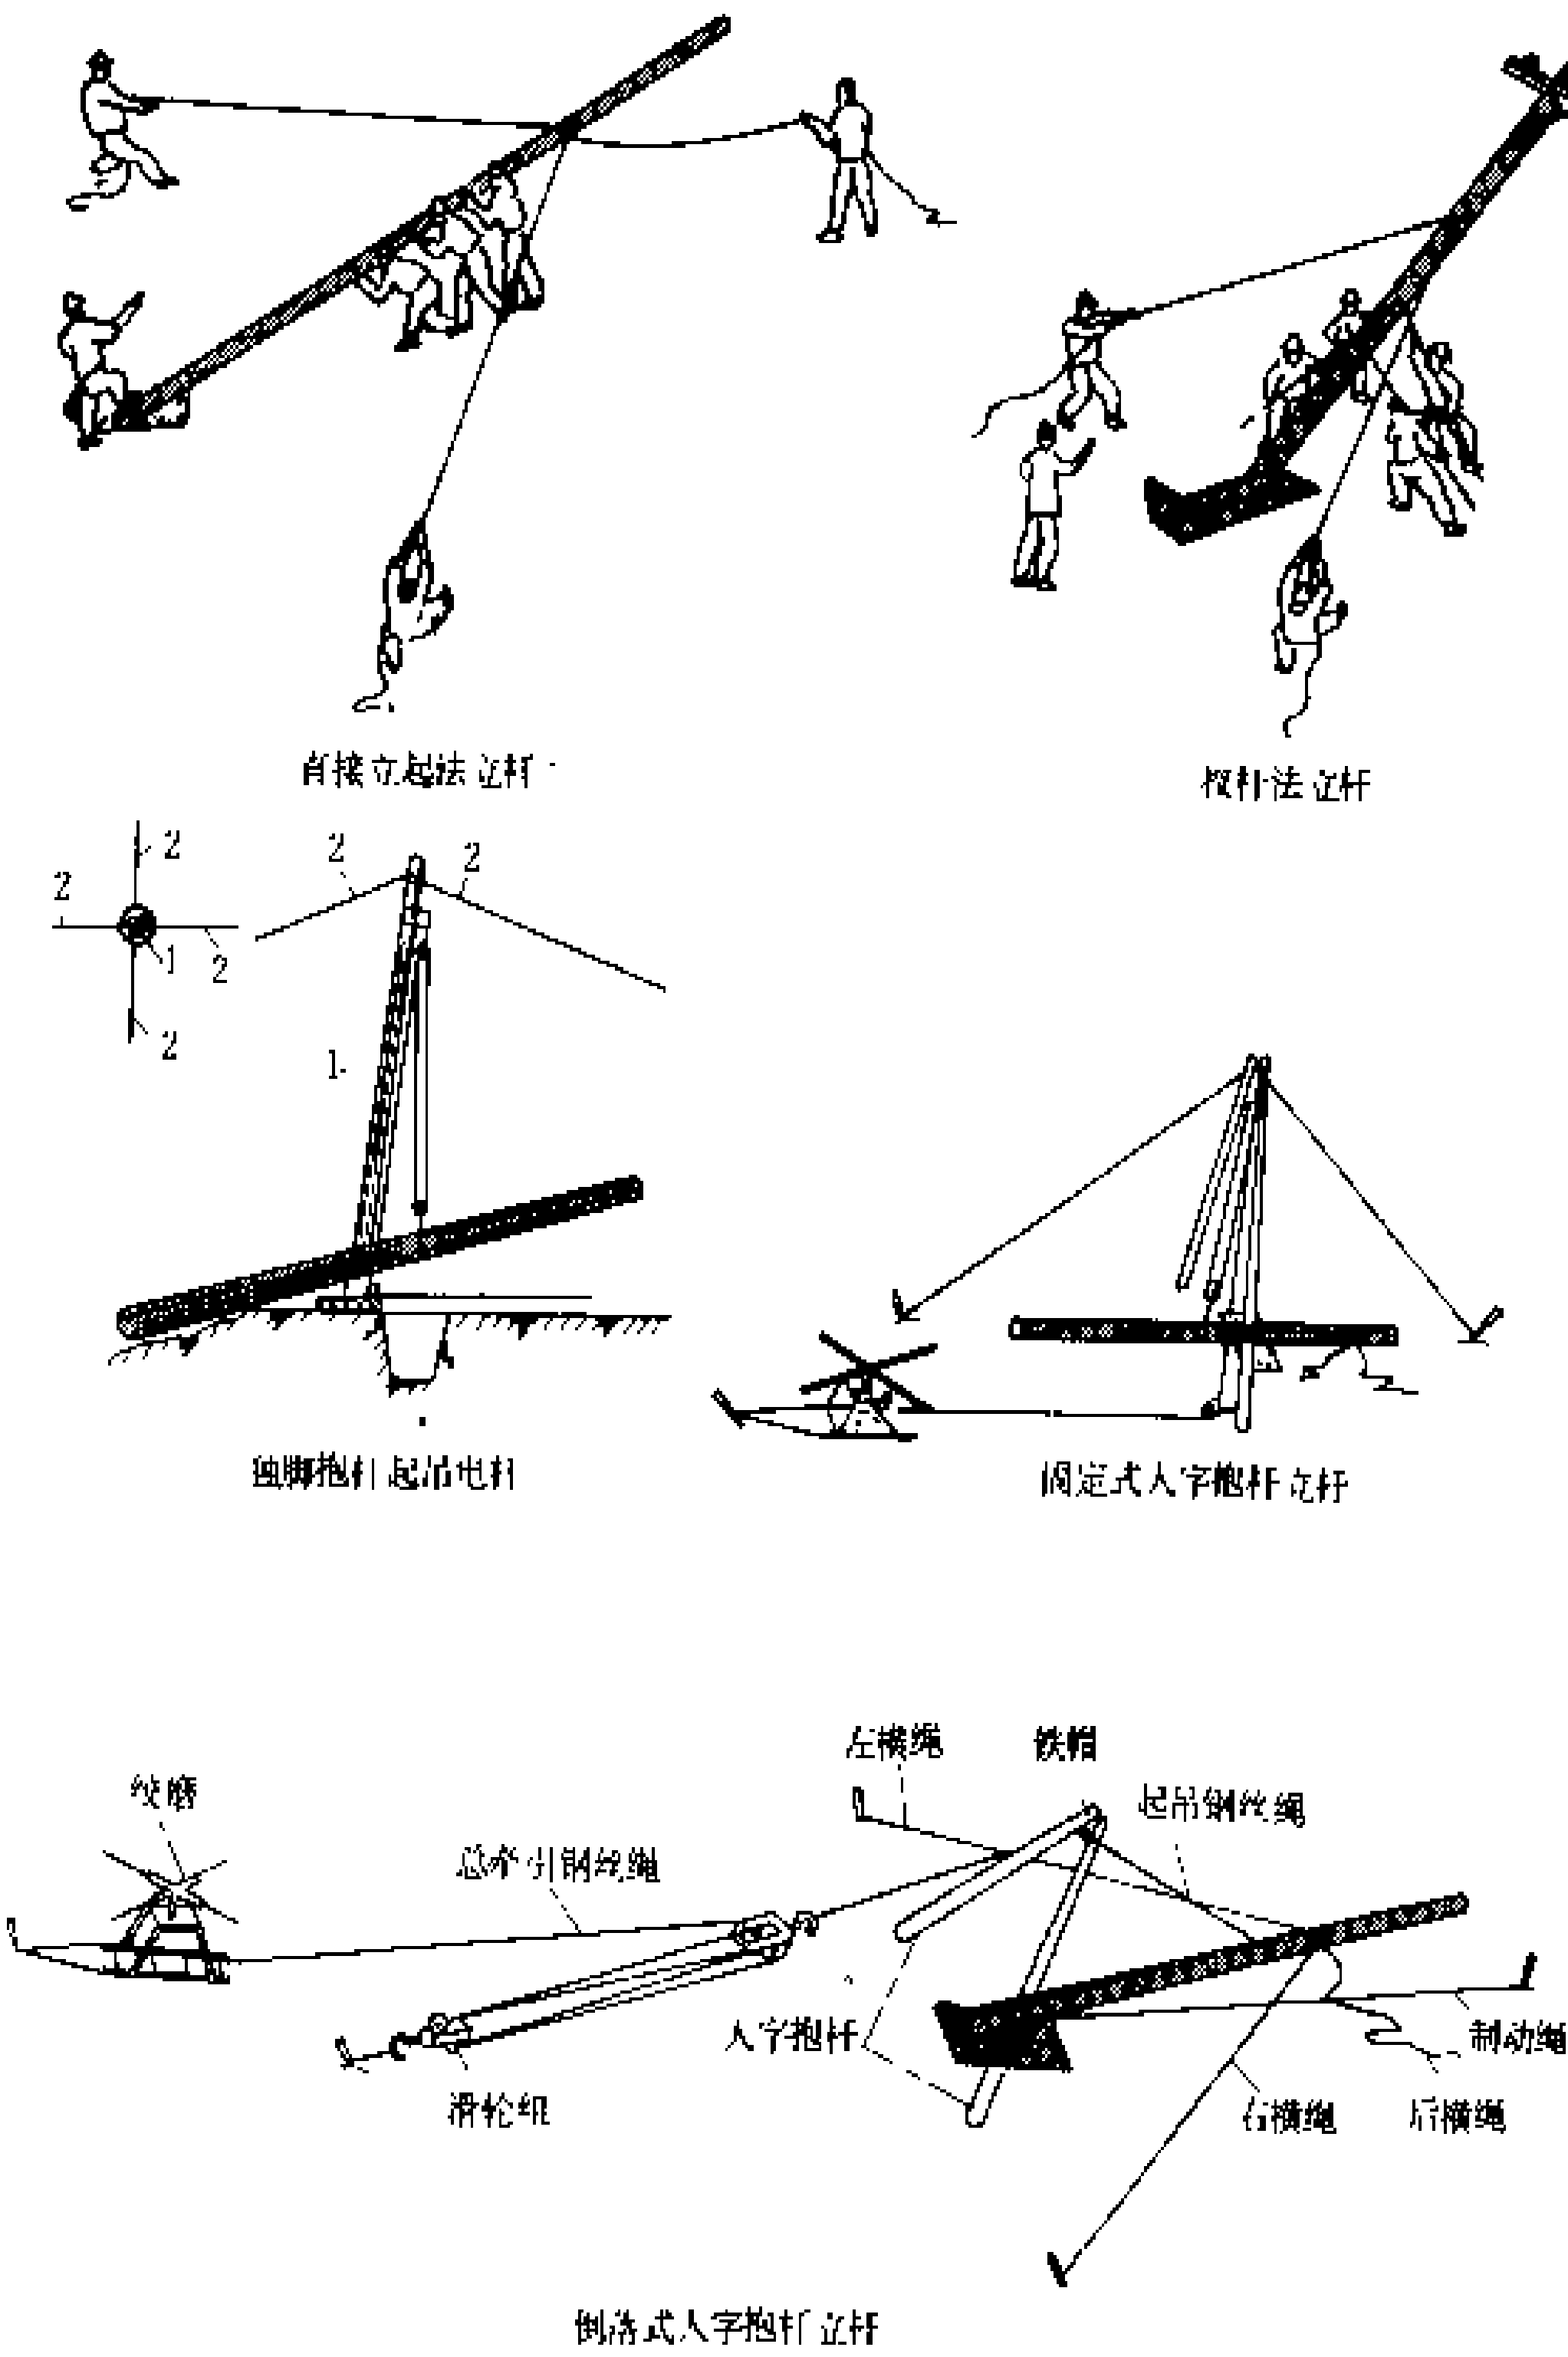 直接立起法立杆
杈杆法立杆
2
2
2
2
2
1
2
1
独脚抱杆起吊电杆
固定式人字抱杆立杆
左横绳
铁帽
绞磨
起吊钢丝绳
总牵引钢丝绳
人字抱杆
制动绳
滑轮组
右横绳
后横绳
倒落式人字抱杆立杆